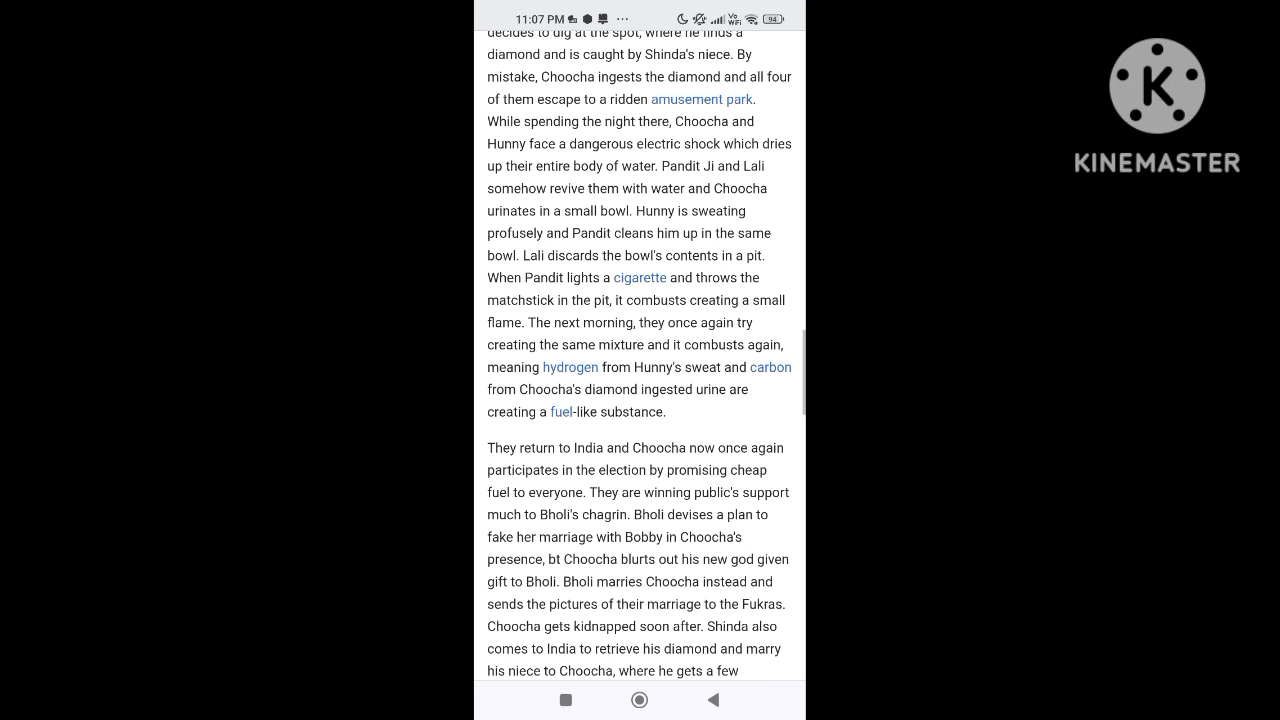 11:07 PM
Vo WiFi
94
decides to dig at the spot, where he finds a
diamond and is caught by Shinda's niece. By
mistake, Choocha ingests the diamond and all four
of them escape to a ridden amusement park.
While spending the night there, Choocha and
Hunny face a dangerous electric shock which dries
up their entire body of water. Pandit Ji and Lali
somehow revive them with water and Choocha
urinates in a small bowl. Hunny is sweating
profusely and Pandit cleans him up in the same
bowl. Lali discards the bowl's contents in a pit.
When Pandit lights a cigarette and throws the
matchstick in the pit, it combusts creating a small
flame. The next morning, they once again try
creating the same mixture and it combusts again,
meaning hydrogen from Hunny's sweat and carbon
from Choocha's diamond ingested urine are
creating a fuel-like substance.
They return to India and Choocha now once again
participates in the election by promising cheap
fuel to everyone. They are winning public's support
much to Bholi's chagrin. Bholi devises a plan to
fake her marriage with Bobby in Choocha's
presence, bt Choocha blurts out his new god given
gift to Bholi. Bholi marries Choocha instead and
sends the pictures of their marriage to the Fukras.
Choocha gets kidnapped soon after. Shinda also
comes to India to retrieve his diamond and marry
his niece to Choocha, where he gets a few
K
KINEMASTER